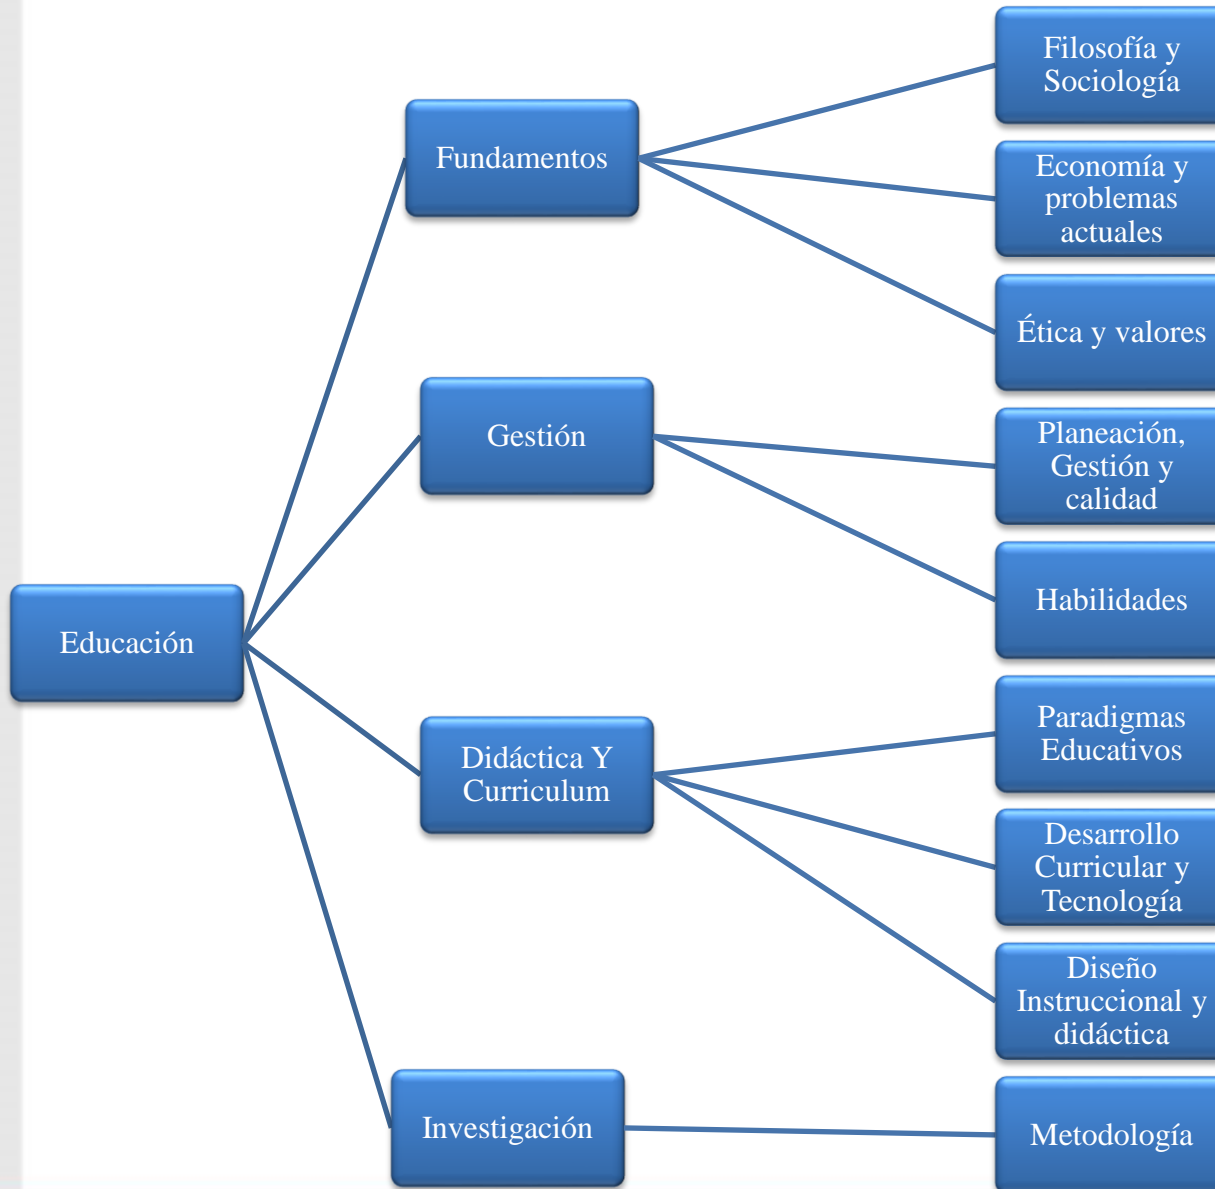 Educación
Fundamentos
Filosofía y
Sociología
Economía y
problemas
actuales
Ética y valores
Gestión
Planeación,
Gestión y
calidad
Habilidades
Didáctica Y
Curriculum
Paradigmas
Educativos
Desarrollo
Curricular y
Tecnología
Diseño
Instruccional y
didáctica
Investigación
Metodología